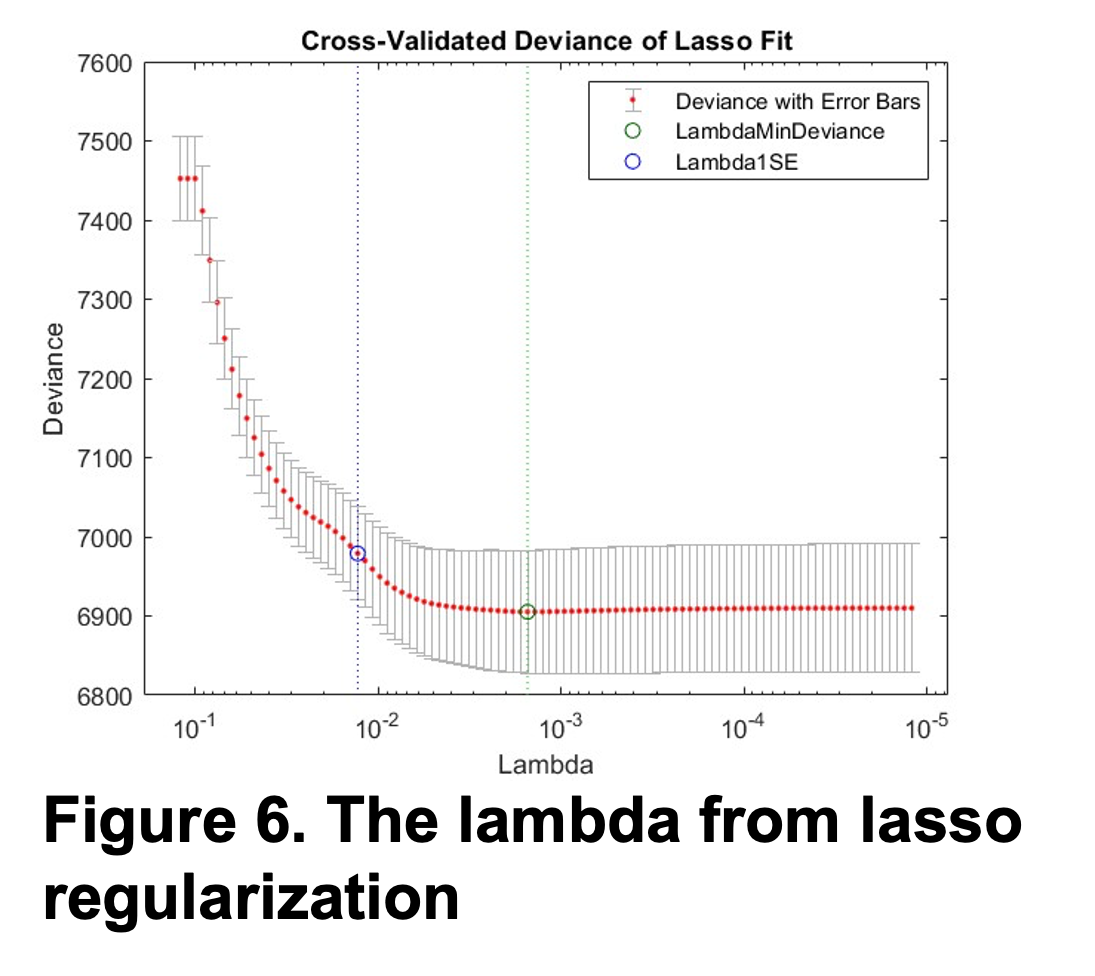 Cross-Validated Deviance of Lasso Fit
7600
7500
7400
7300
7200
7100
7000
6900
6800
Deviance
Deviance with Error Bars
LambdaMinDeviance
Lambda1SE
10-1
10-2
10-3
10-4
10-5
Lambda
Figure 6. The lambda from lasso
regularization